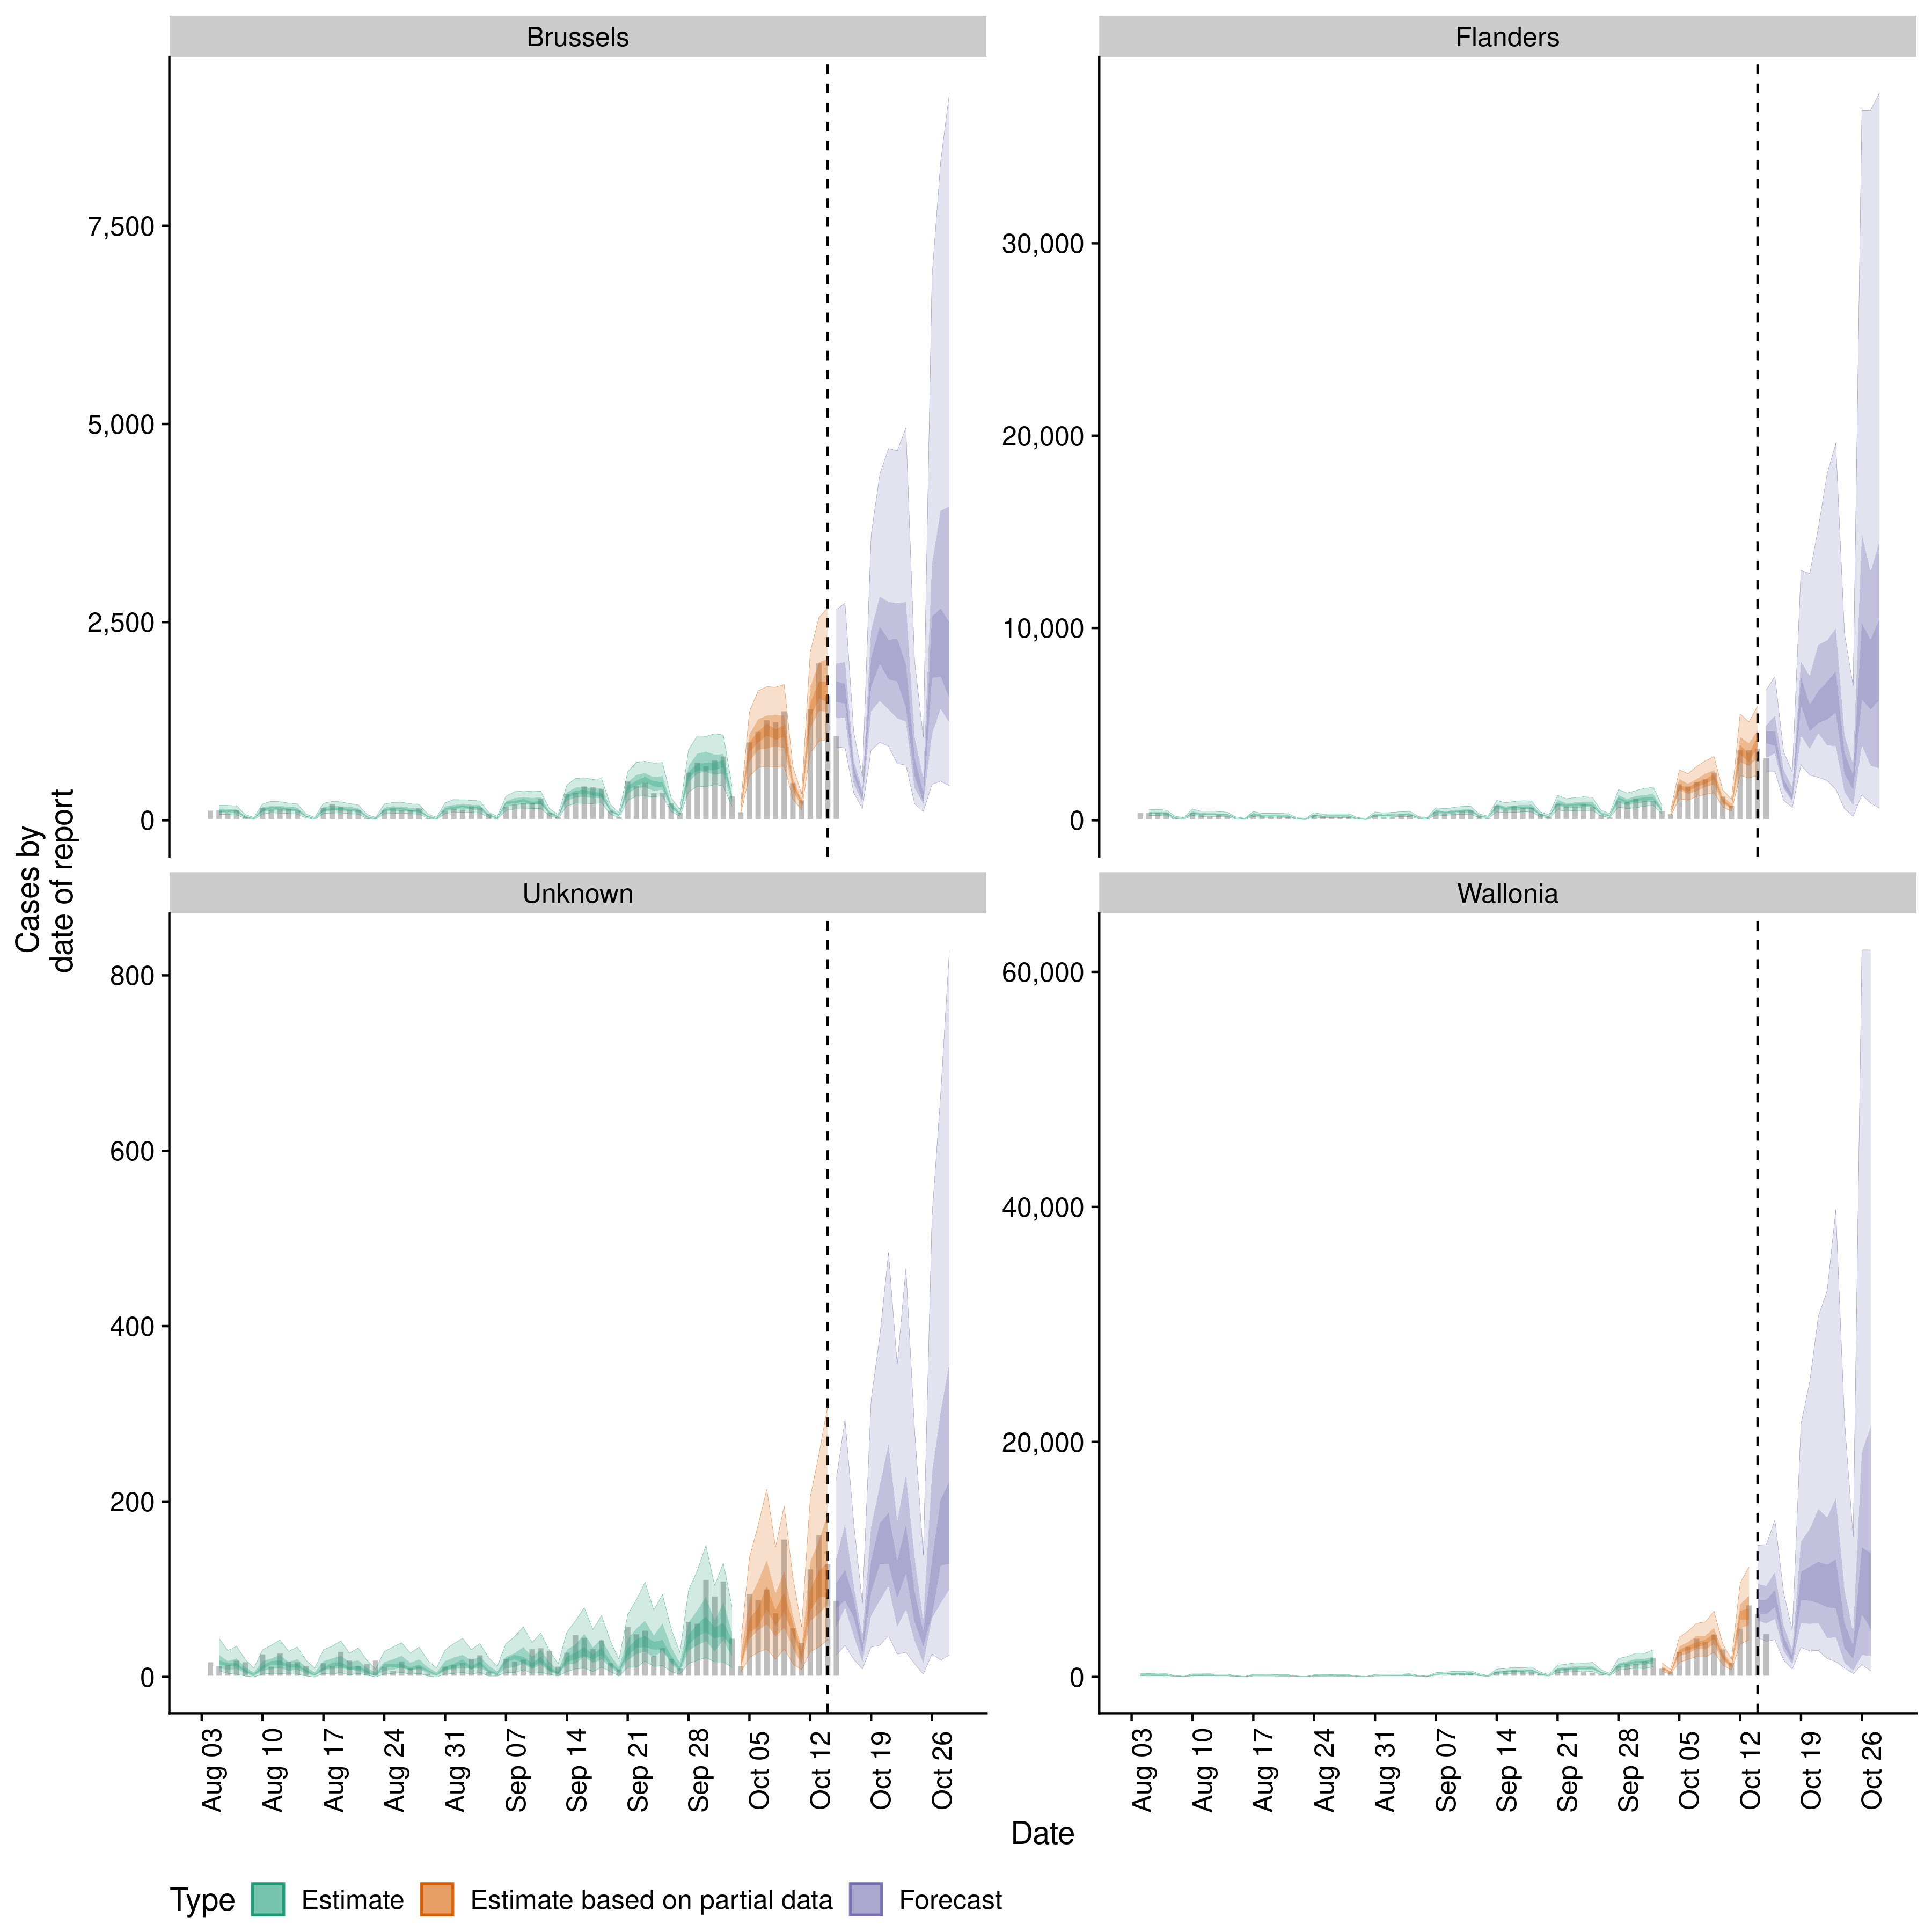 Brussels
Flanders
7,500
5,000
2,500
0
30,000
20,000
10,000
0
Cases by
date of report
Unknown
Wallonia
800
600
400
200
0
60,000
40,000
20,000
0
Aug 03
Aug 10
Aug 17
Aug 24
Aug 31
Sep 07
Sep 14
Sep 21
Sep 28
Oct 05
Oct 12
Oct 19
Oct 26
Aug 03
Aug 10
Aug 17
Aug 24
Aug 31
Sep 07
Sep 14
Sep 21
Sep 28
Oct 05
Oct 12
Oct 19
Oct 26
Date
Type Estimate Estimate based on partial data Forecast